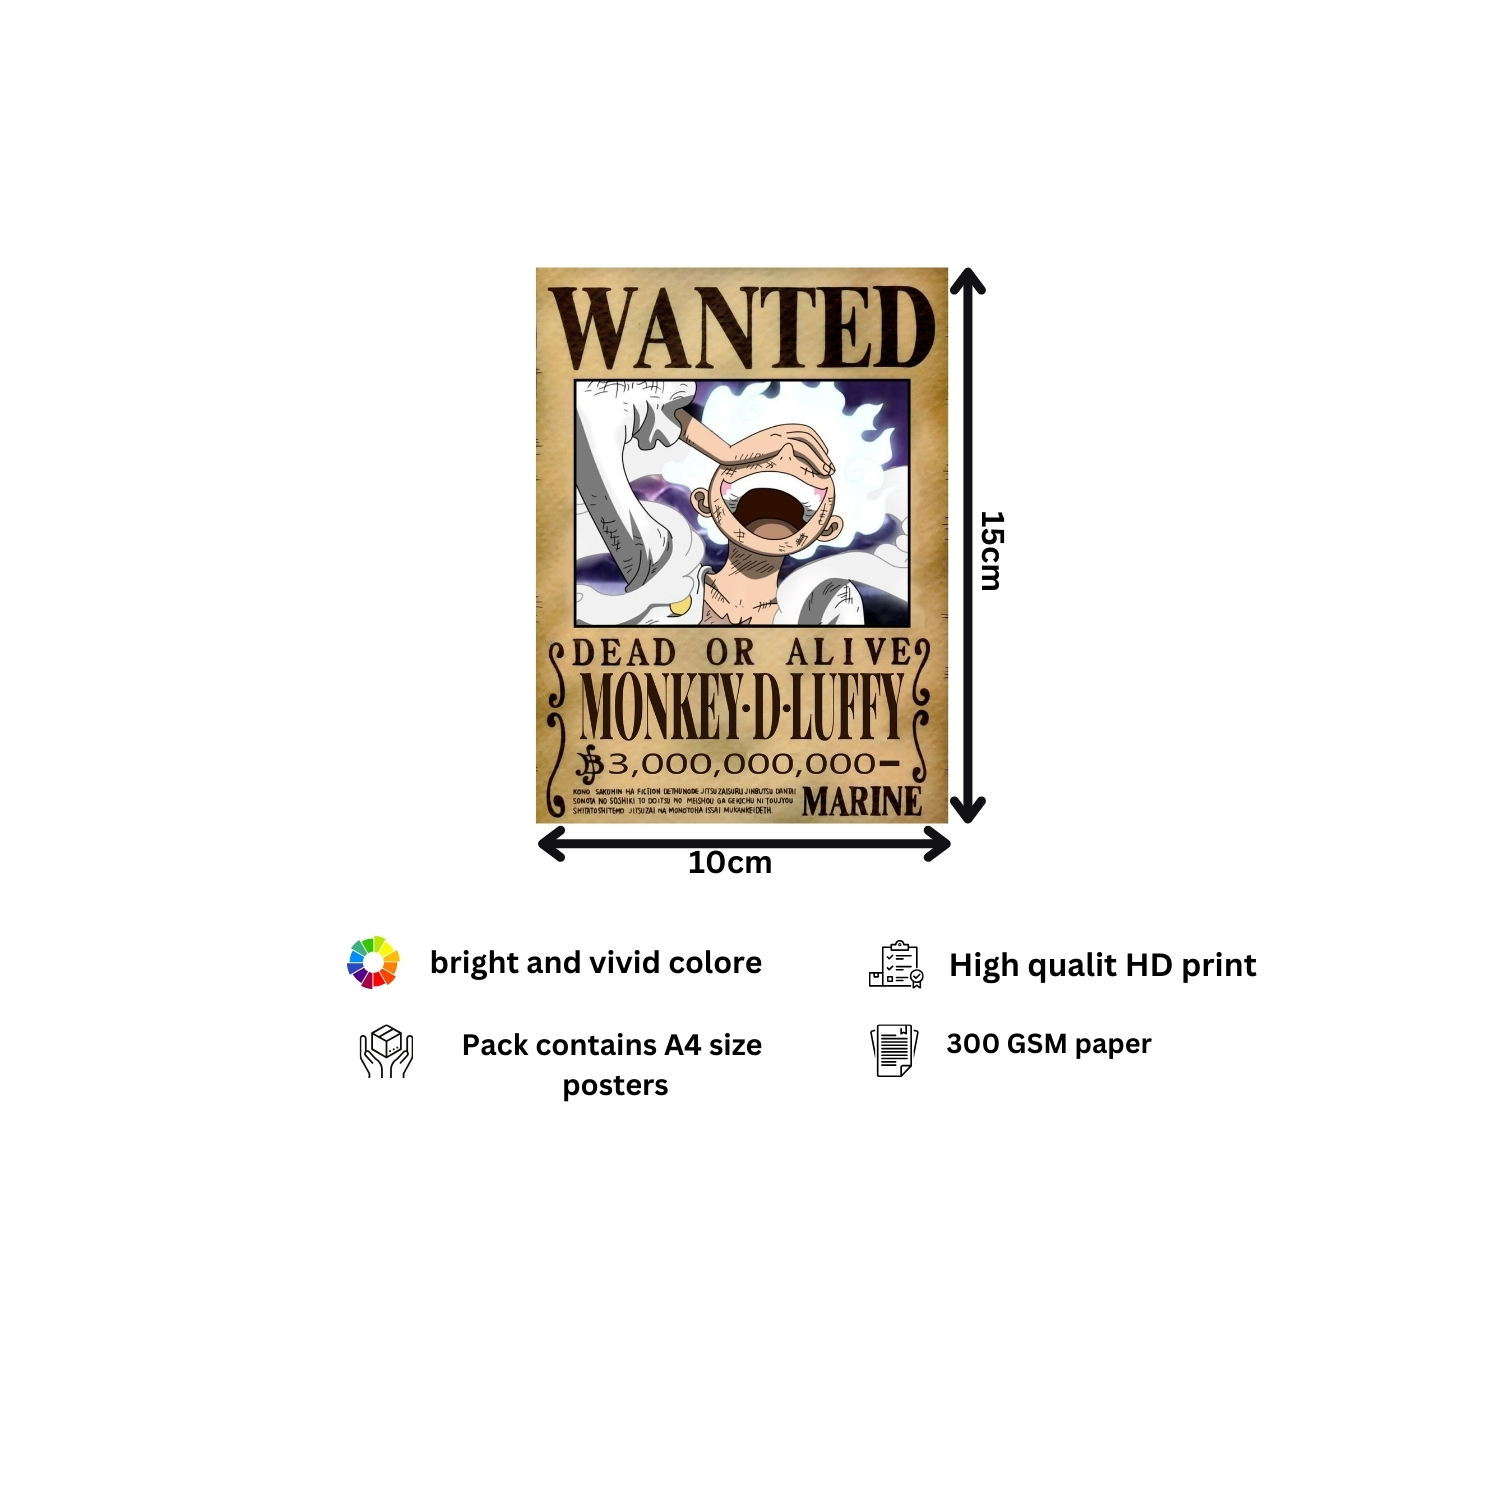 WANTED
DEAD OR ALIVE
MONKEY·D·LUFFY
฿3,000,000,000-
KONO SAKUHIN HA FICTION DETHUNODE JITSUZAISURU JINBUTSU DANTAI
SONOTA NO SOSHIKI TO DOITSU NO MEISHOU GA GEKICHU NI TOUJYOU
SHITATOSHITEMO JITSUZAI NA MONOTOHA ISSAI MUKANKEIDETH.
MARINE
15cm
10cm
bright and vivid colore
High qualit HD print
Pack contains A4 size
posters
300 GSM paper